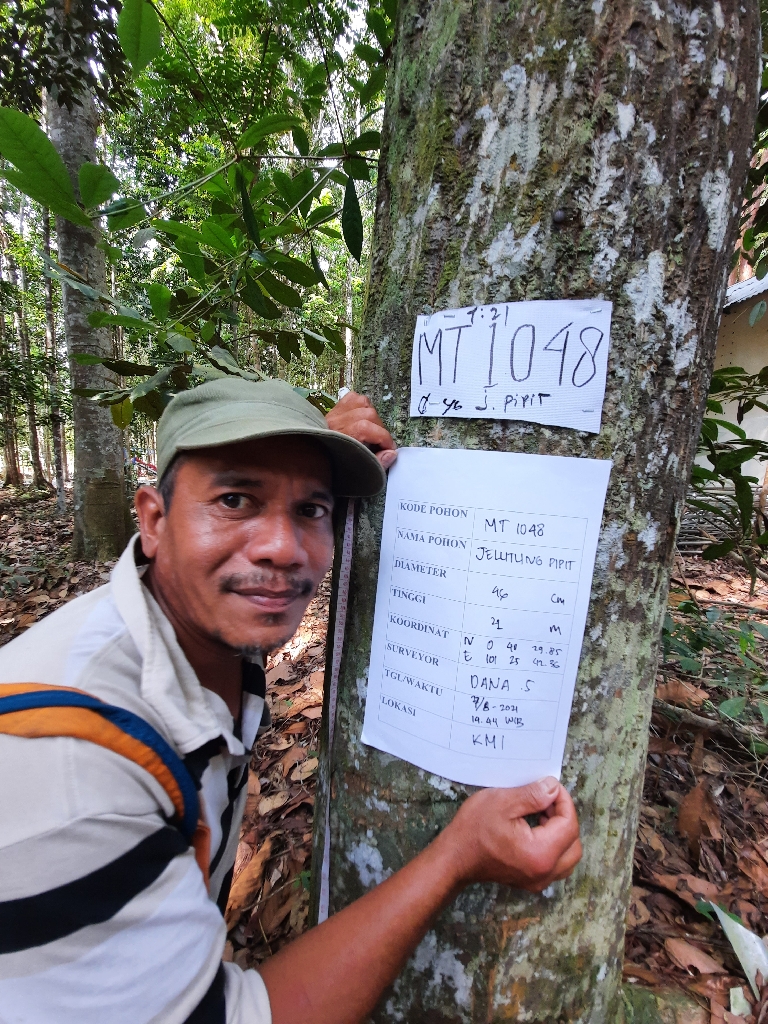 T: 21
MT 1048
Ø-46 J. PIPIT
KODE POHON MT 1048
NAMA POHON JELUTUNG PIPIT
DIAMETER 46 Cm
TINGGI 21 m
KOORDINAT N 0 48 29.85
E 101 25 41.36
SURVEYOR DANA .S
TGL/WAKTU 7/8-2021
14.44 WIB
LOKASI KMI